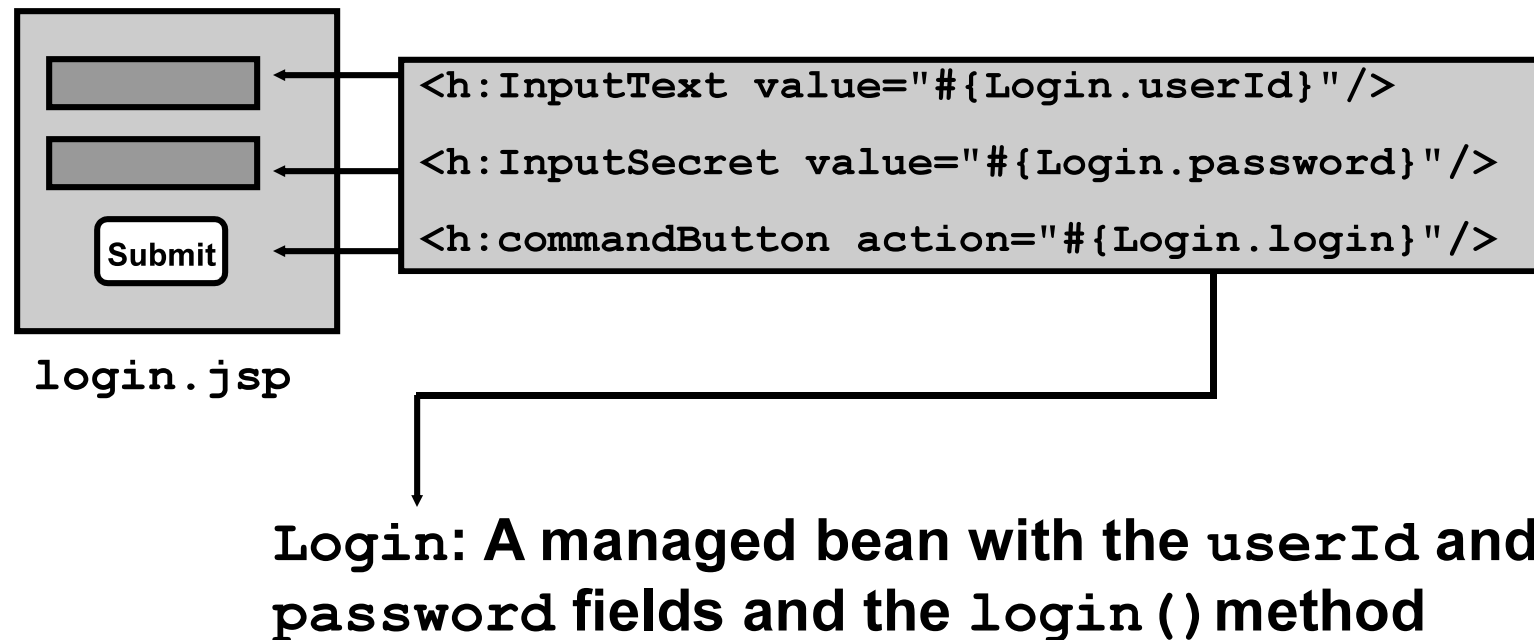 <h:InputText value="#{Login.userId}"/>
<h:InputSecret value="#{Login.password}"/>
<h:commandButton action="#{Login.login}"/>
Submit
login.jsp
Login: A managed bean with the userId and
password fields and the login() method